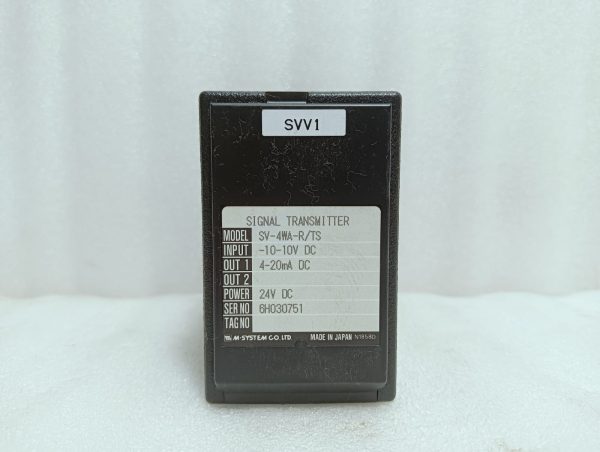 SVV1
SIGNAL TRANSMITTER
MODEL SV-4WA-R/TS
INPUT -10-10V DC
OUT 1 4-20mA DC
OUT 2
POWER 24V DC
SER NO 6H030751
TAG NO
M-SYSTEM CO.,LTD. MADE IN JAPAN N1858D